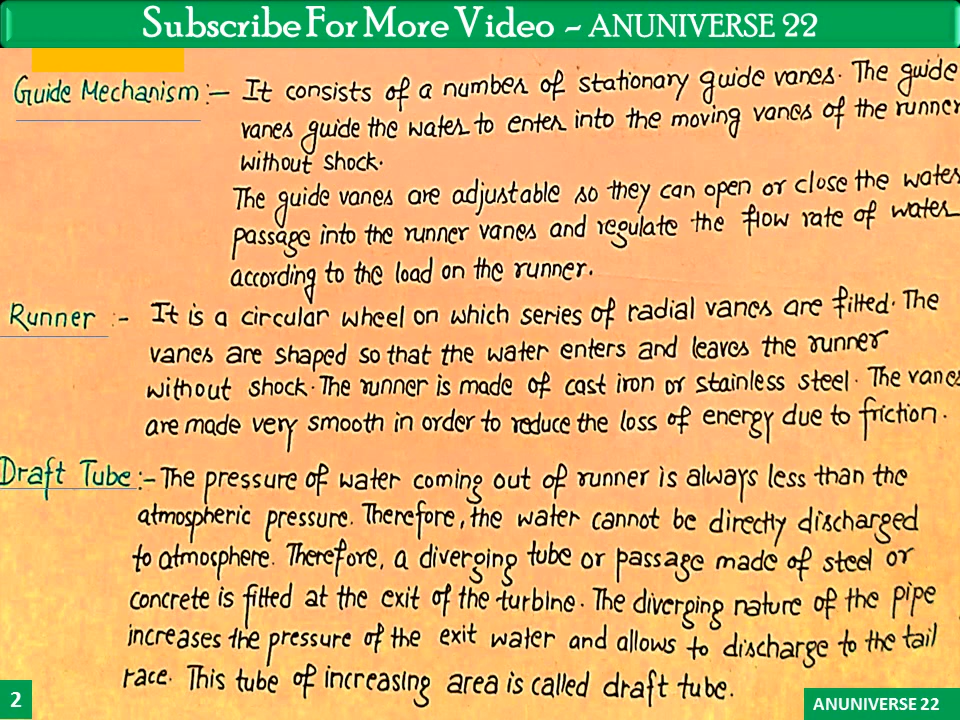 Subscribe For More Video - ANUNIVERSE 22
Guide Mechanism :- It consists of a number of stationary guide vanes. The guide
vanes guide the water to enter into the moving vanes of the runner
without shock.
The guide vanes are adjustable so they can open or close the water
passage into the runner vanes and regulate the flow rate of water
according to the load on the runner.
Runner :- It is a circular wheel on which series of radial vanes are fitted. The
vanes are shaped so that the water enters and leaves the runner
without shock. The runner is made of cast iron or stainless steel. The vanes
are made very smooth in order to reduce the loss of energy due to friction.
Draft Tube :- The pressure of water coming out of runner is always less than the
atmospheric pressure. Therefore, the water cannot be directly discharged
to atmosphere. Therefore, a diverging tube or passage made of steel or
concrete is fitted at the exit of the turbine. The diverging nature of the pipe
increases the pressure of the exit water and allows to discharge to the tail
race. This tube of increasing area is called draft tube.
2
ANUNIVERSE 22